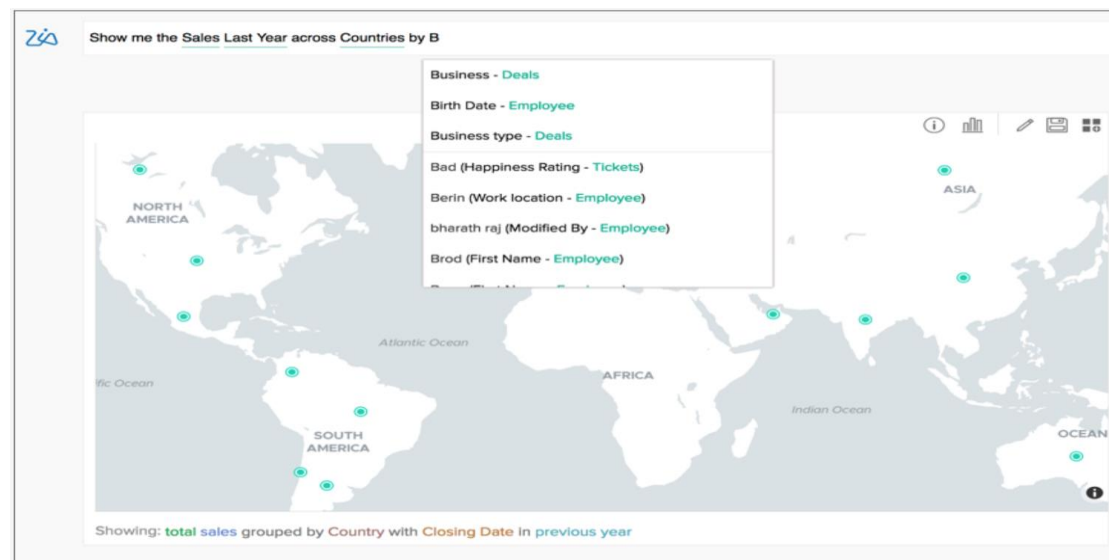 Zia
Show me the Sales Last Year across Countries by B
Business - Deals
Birth Date - Employee
Business type - Deals
Bad (Happiness Rating - Tickets)
Berin (Work location - Employee)
bharath raj (Modified By - Employee)
Brod (First Name - Employee)
NORTH
AMERICA
ASIA
Atlantic Ocean
fic Ocean
AFRICA
Indian Ocean
SOUTH
AMERICA
OCEAN
Showing: total sales grouped by Country with Closing Date in previous year